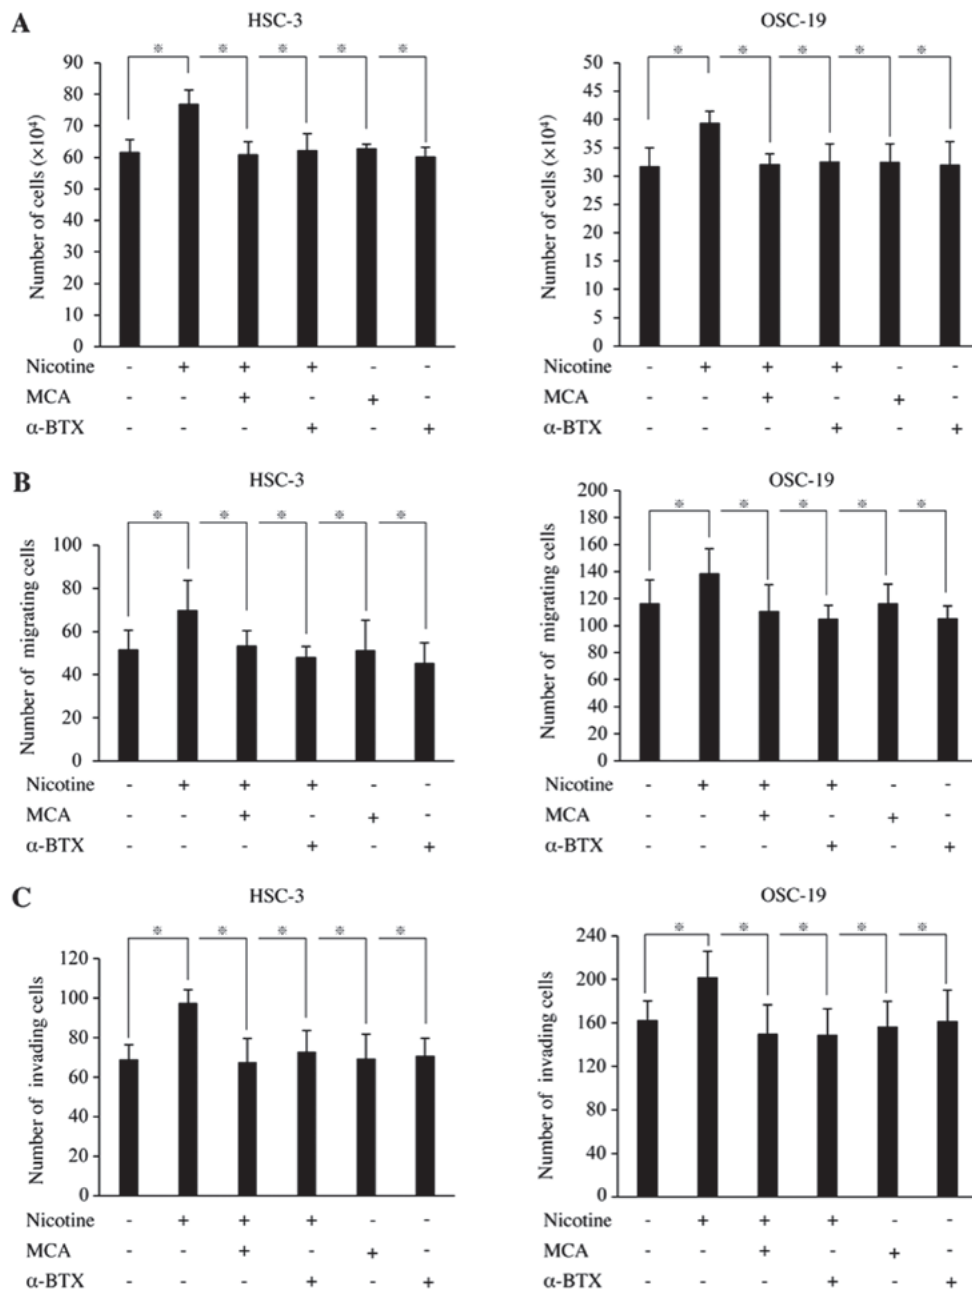 A
HSC-3
※ ※ ※ ※ ※
Number of cells (×10⁴)
90
80
70
60
50
40
30
20
10
0
Nicotine - + + + - -
MCA - - + - + -
α-BTX - - - + - +
OSC-19
※ ※ ※ ※ ※
Number of cells (×10⁴)
50
45
40
35
30
25
20
15
10
5
0
Nicotine - + + + - -
MCA - - + - + -
α-BTX - - - + - +
B
HSC-3
※ ※ ※ ※ ※
Number of migrating cells
100
80
60
40
20
0
Nicotine - + + + - -
MCA - - + - + -
α-BTX - - - + - +
OSC-19
※ ※ ※ ※ ※
Number of migrating cells
200
180
160
140
120
100
80
60
40
20
0
Nicotine - + + + - -
MCA - - + - + -
α-BTX - - - + - +
C
HSC-3
※ ※ ※ ※ ※
Number of invading cells
120
100
80
60
40
20
0
Nicotine - + + + - -
MCA - - + - + -
α-BTX - - - + - +
OSC-19
※ ※ ※ ※ ※
Number of invading cells
240
200
160
120
80
40
0
Nicotine - + + + - -
MCA - - + - + -
α-BTX - - - + - +